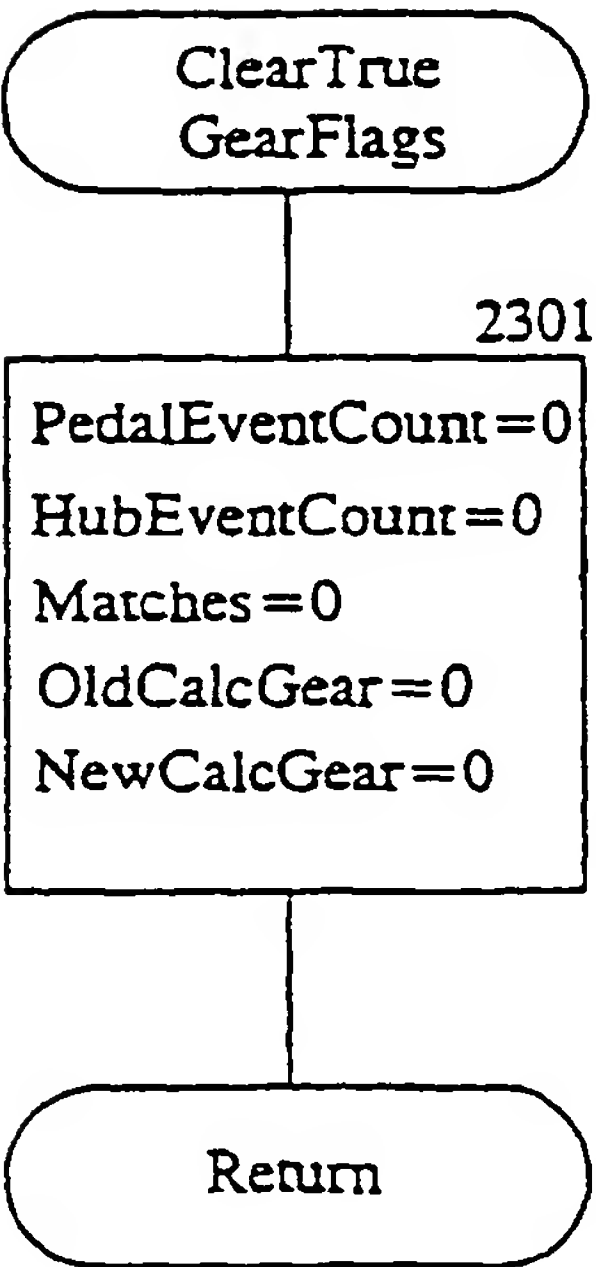 ClearTrue
GearFlags
2301
PedalEventCount=0
HubEventCount=0
Matches=0
OldCalcGear=0
NewCalcGear=0
Return